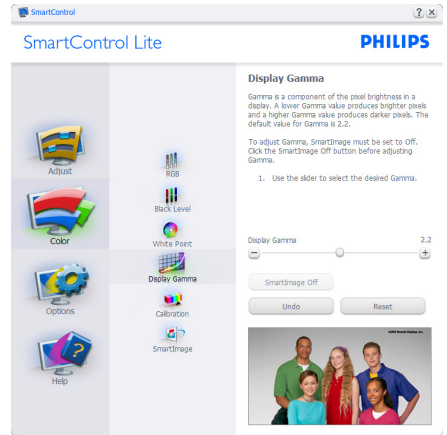 SmartControl
? ×
SmartControl Lite
PHILIPS
Adjust
Color
Options
Help
RGB
Black Level
White Point
Display Gamma
Calibration
SmartImage
Display Gamma
Gamma is a component of the pixel brightness in a
display. A lower Gamma value produces brighter pixels
and a higher Gamma value produces darker pixels. The
default value for Gamma is 2.2.
To adjust Gamma, SmartImage must be set to Off.
Click the SmartImage Off button before adjusting
Gamma.
1. Use the slider to select the desired Gamma.
Display Gamma 2.2
− +
SmartImage Off
Undo Reset